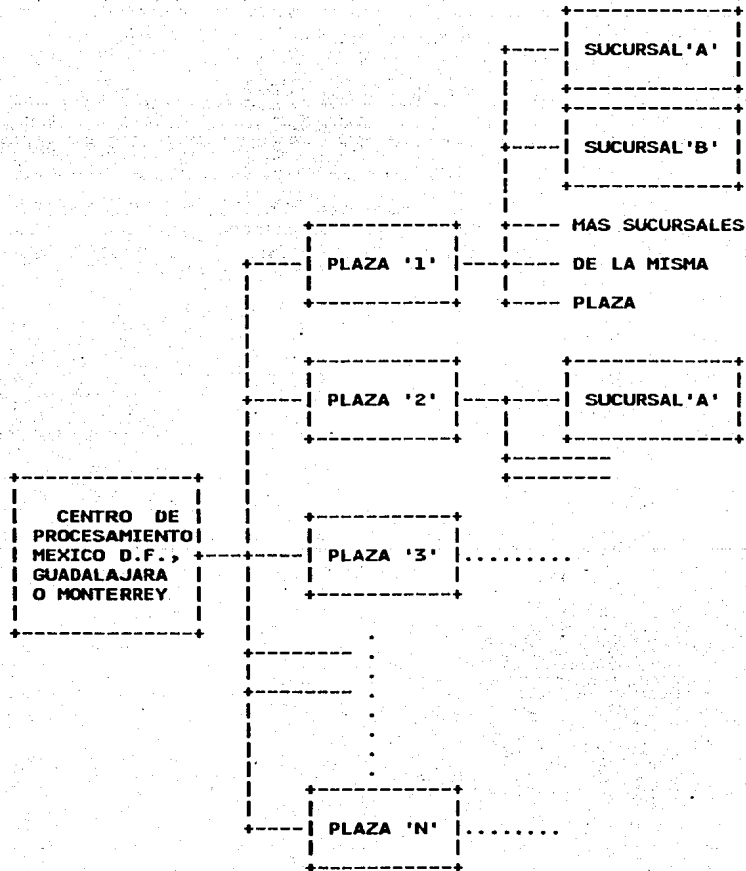 SUCURSAL'A'
SUCURSAL'B'
MAS SUCURSALES
PLAZA '1'
DE LA MISMA
PLAZA
PLAZA '2'
SUCURSAL'A'
CENTRO DE
PROCESAMIENTO
MEXICO D.F.,
GUADALAJARA
O MONTERREY
PLAZA '3'
PLAZA 'N'